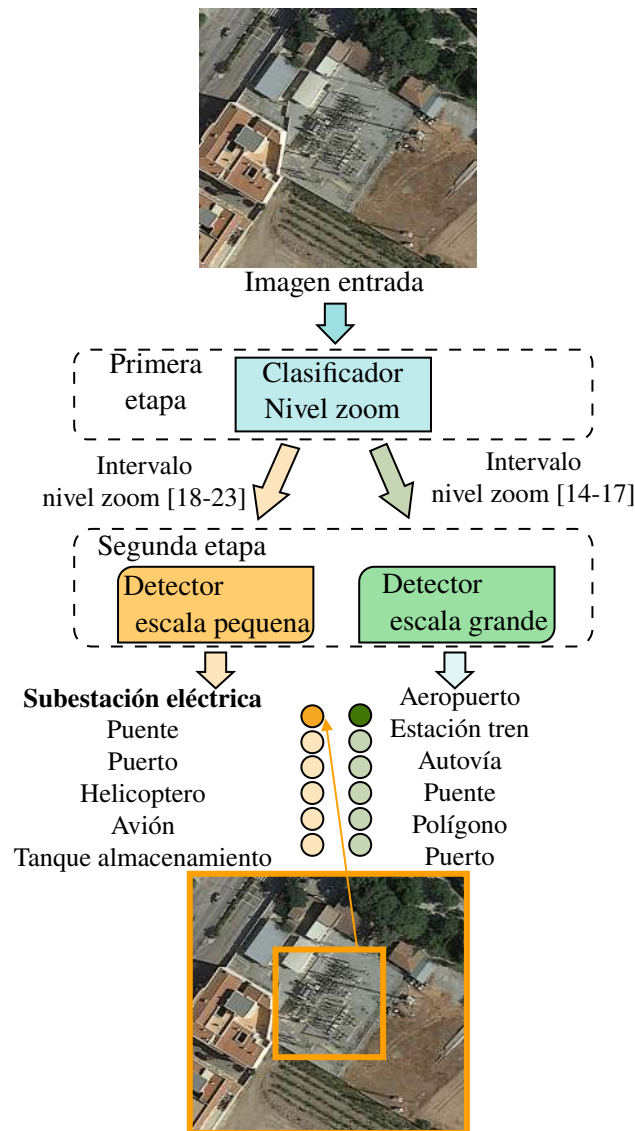 Imagen entrada
Primera
etapa
Clasificador
Nivel zoom
Intervalo
nivel zoom [18-23]
Intervalo
nivel zoom [14-17]
Segunda etapa
Detector
escala pequena
Detector
escala grande
Subestación eléctrica
Puente
Puerto
Helicoptero
Avión
Tanque almacenamiento
Aeropuerto
Estación tren
Autovía
Puente
Polígono
Puerto